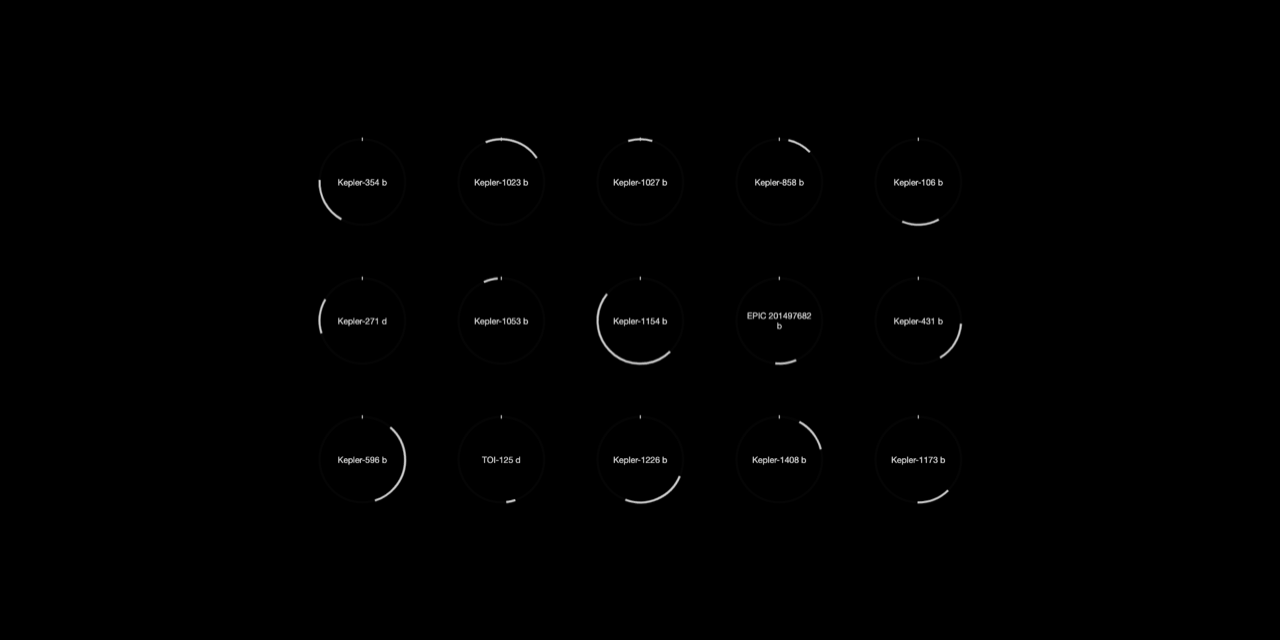 Kepler-354 b
Kepler-1023 b
Kepler-1027 b
Kepler-858 b
Kepler-106 b
Kepler-271 d
Kepler-1053 b
Kepler-1154 b
EPIC 201497682
b
Kepler-431 b
Kepler-596 b
TOI-125 d
Kepler-1226 b
Kepler-1408 b
Kepler-1173 b